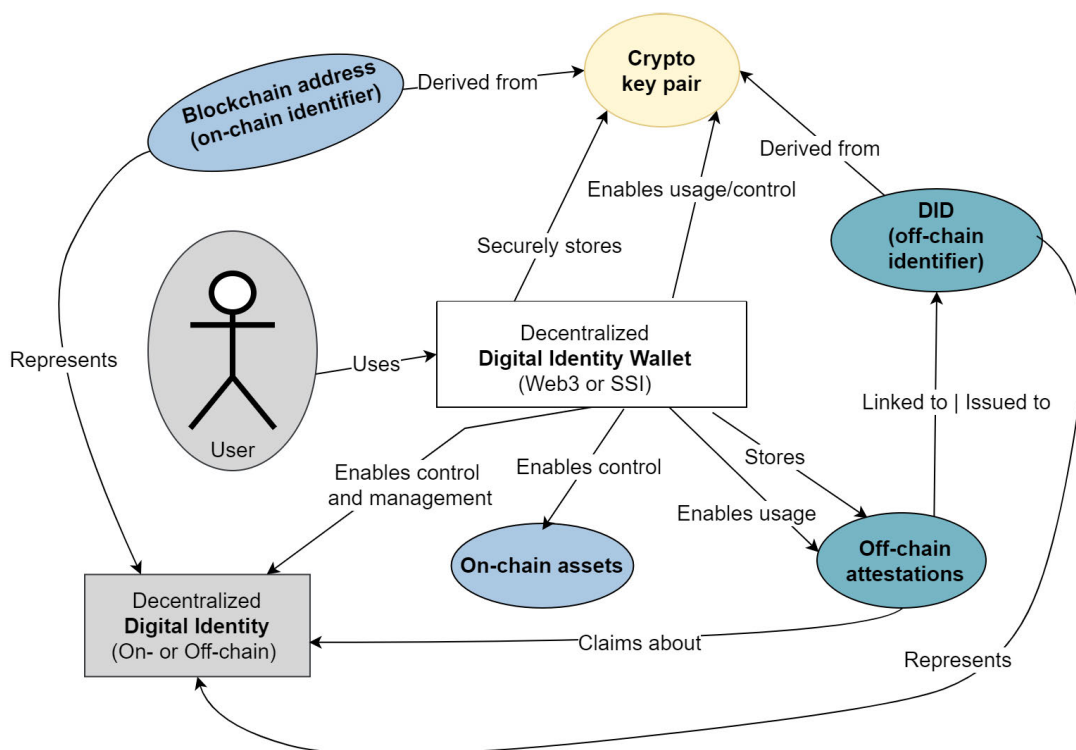 Crypto
key pair
Blockchain address
(on-chain identifier)
Derived from
Derived from
Enables usage/control
DID
(off-chain
identifier)
Securely stores
Decentralized
Digital Identity Wallet
(Web3 or SSI)
Represents
Uses
User
Linked to | Issued to
Enables control
and management
Enables control
Stores
Enables usage
On-chain assets
Off-chain
attestations
Decentralized
Digital Identity
(On- or Off-chain)
Claims about
Represents